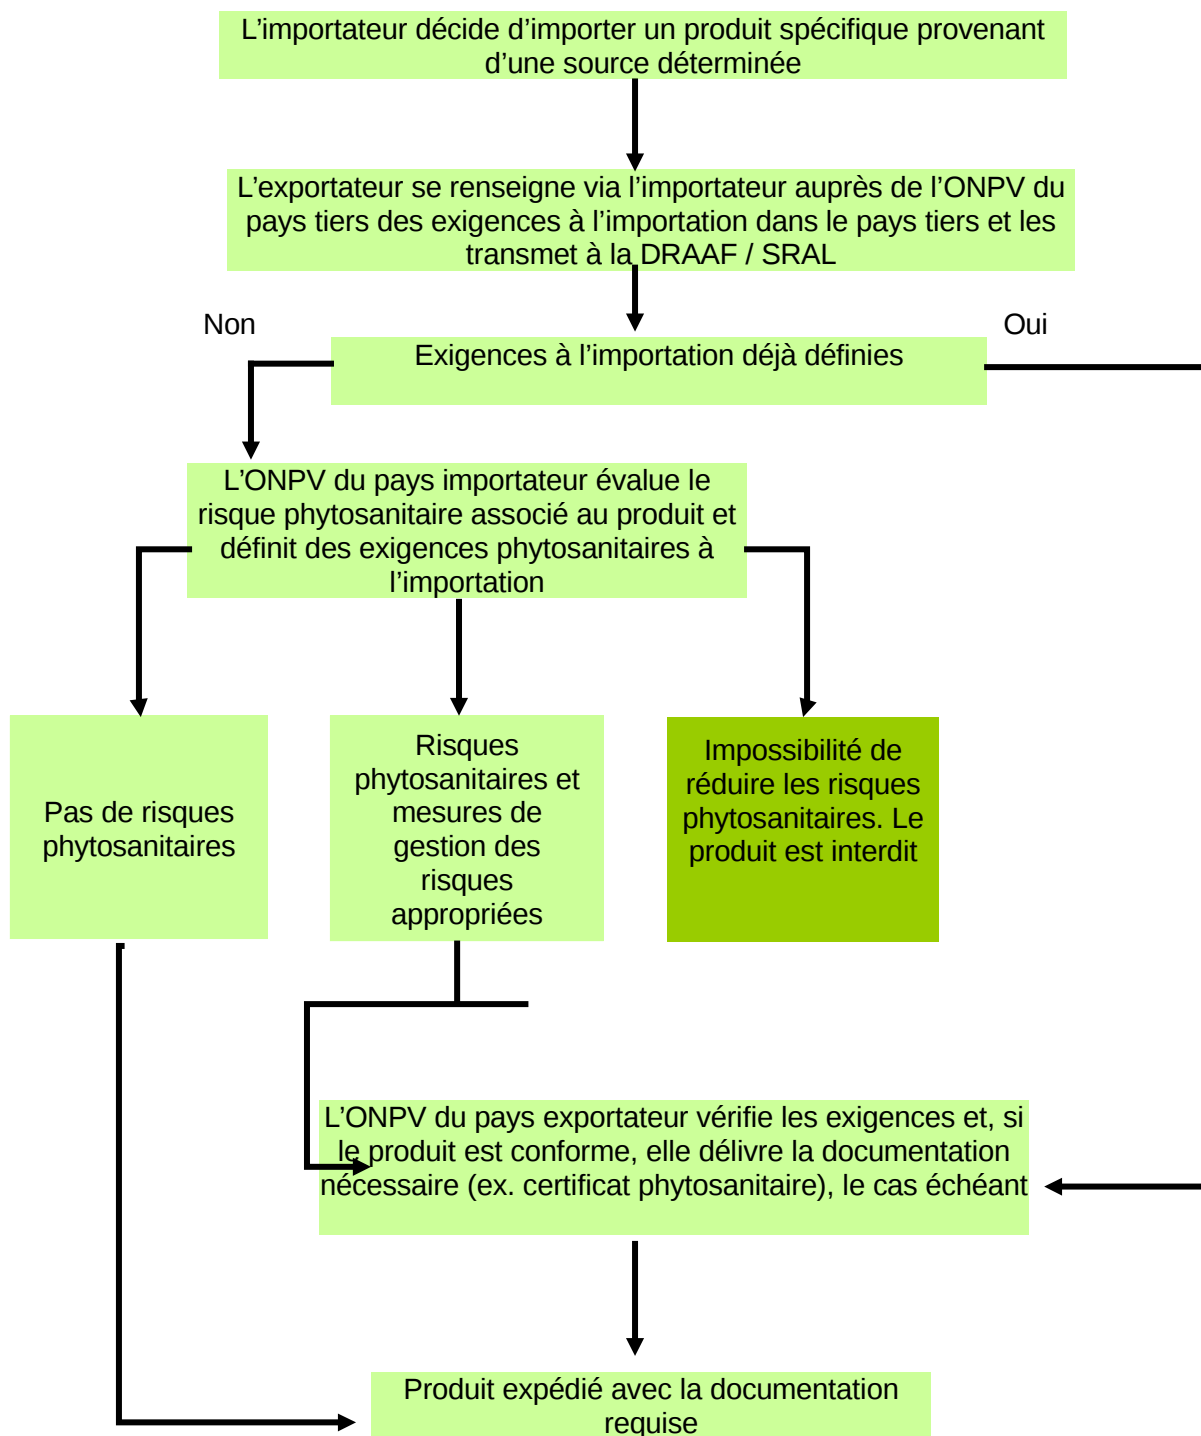 L’importateur décide d’importer un produit spécifique provenant
d’une source déterminée
L’exportateur se renseigne via l’importateur auprès de l’ONPV du
pays tiers des exigences à l’importation dans le pays tiers et les
transmet à la DRAAF / SRAL
Non
Oui
Exigences à l’importation déjà définies
L’ONPV du pays importateur évalue le
risque phytosanitaire associé au produit et
définit des exigences phytosanitaires à
l’importation
Pas de risques
phytosanitaires
Risques
phytosanitaires et
mesures de
gestion des
risques
appropriées
Impossibilité de
réduire les risques
phytosanitaires. Le
produit est interdit
L’ONPV du pays exportateur vérifie les exigences et, si
le produit est conforme, elle délivre la documentation
nécessaire (ex. certificat phytosanitaire), le cas échéant
Produit expédié avec la documentation
requise